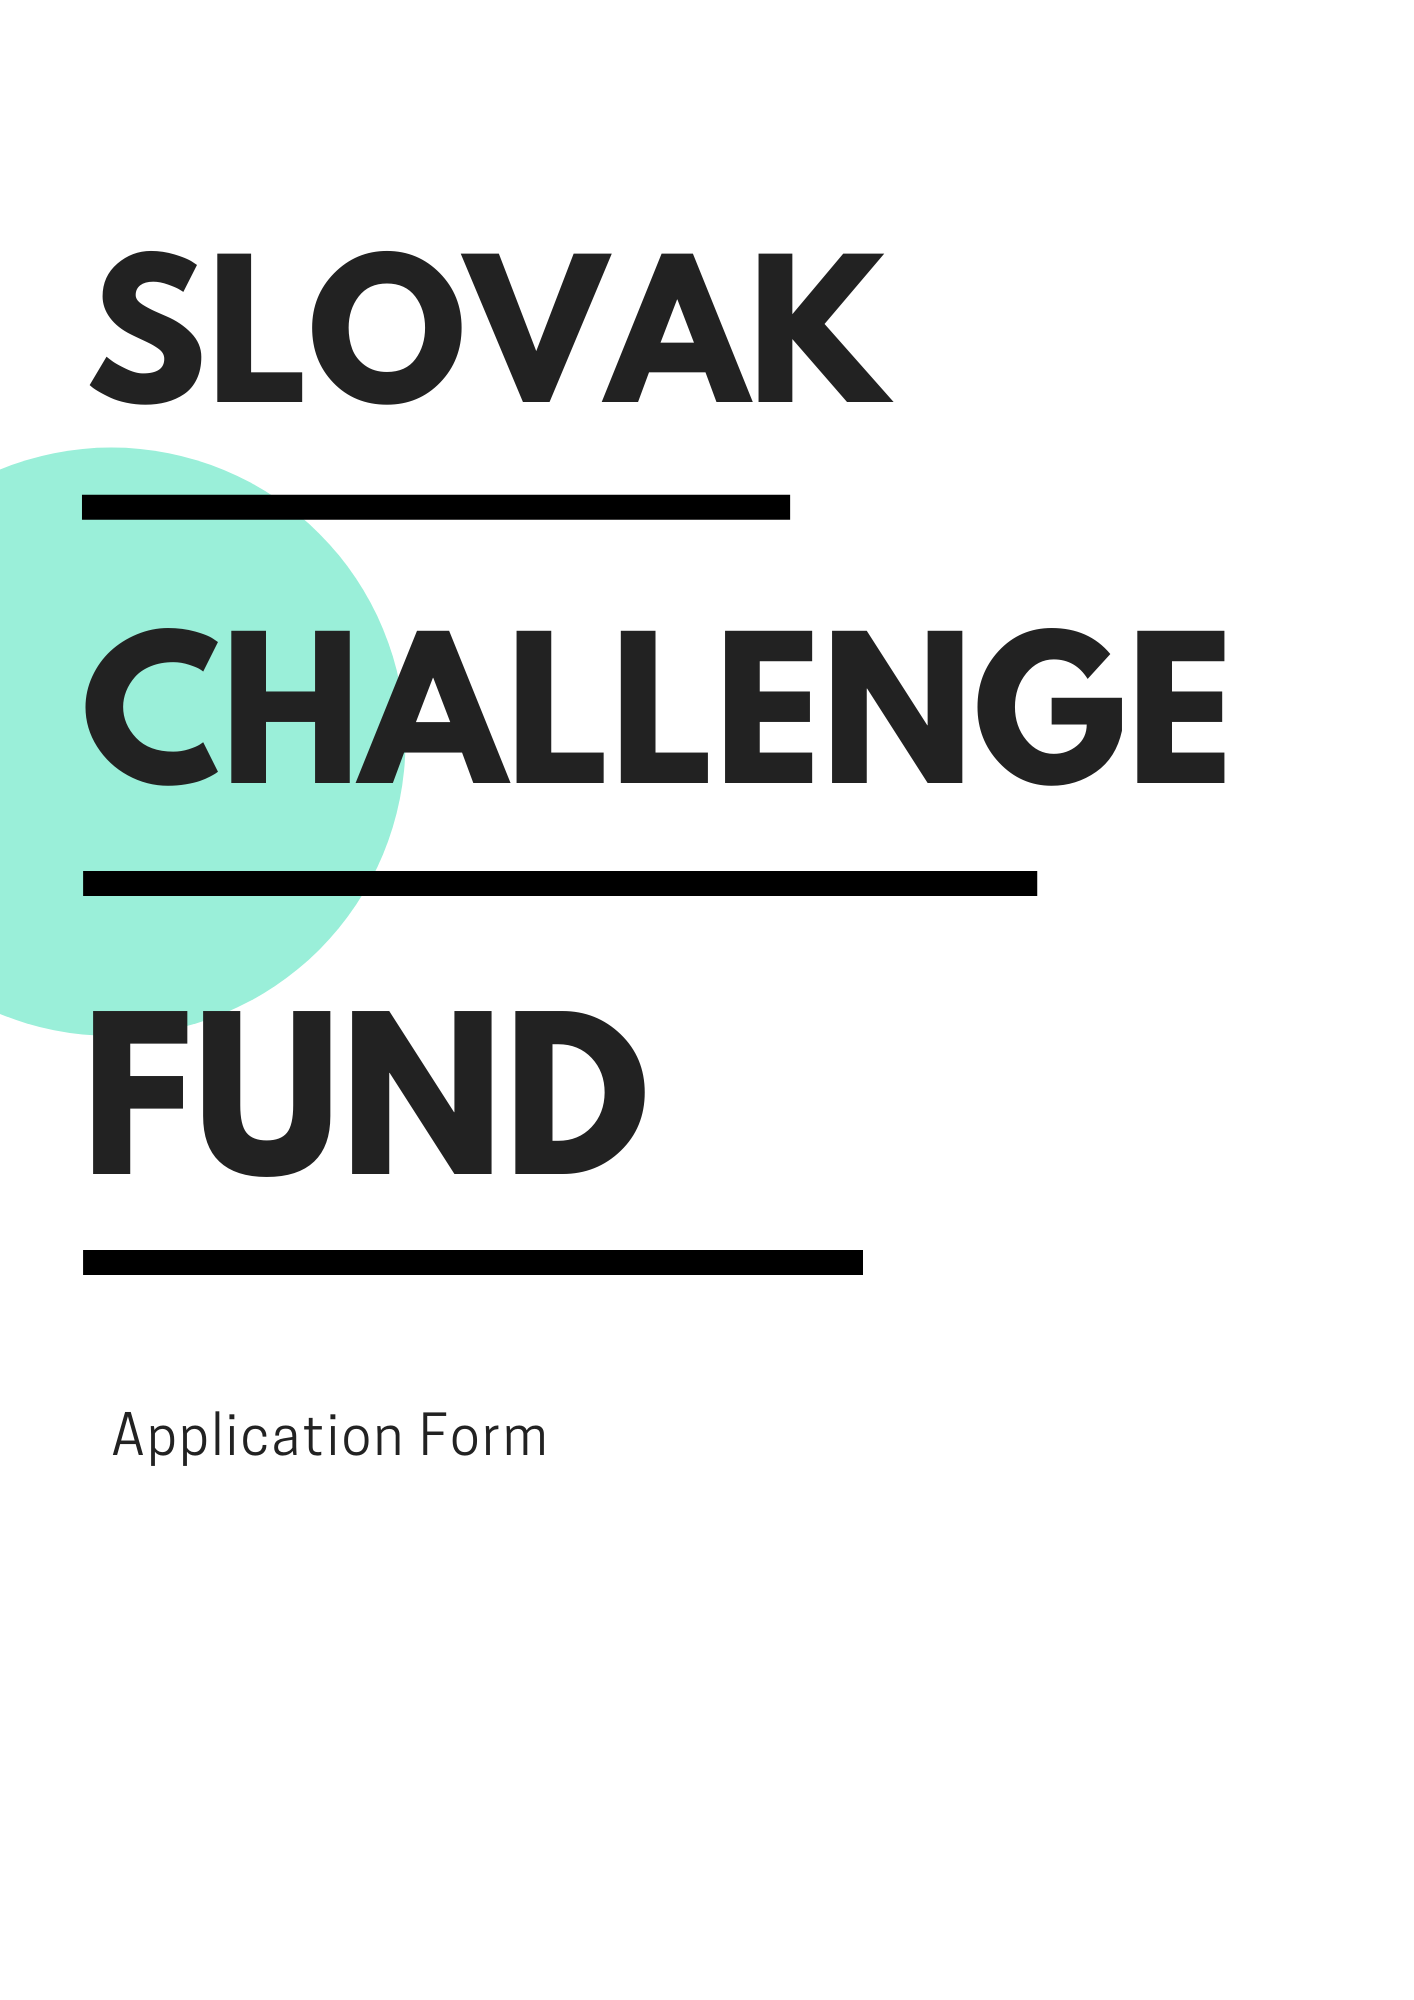 SLOVAK
CHALLENGE
FUND
Application Form